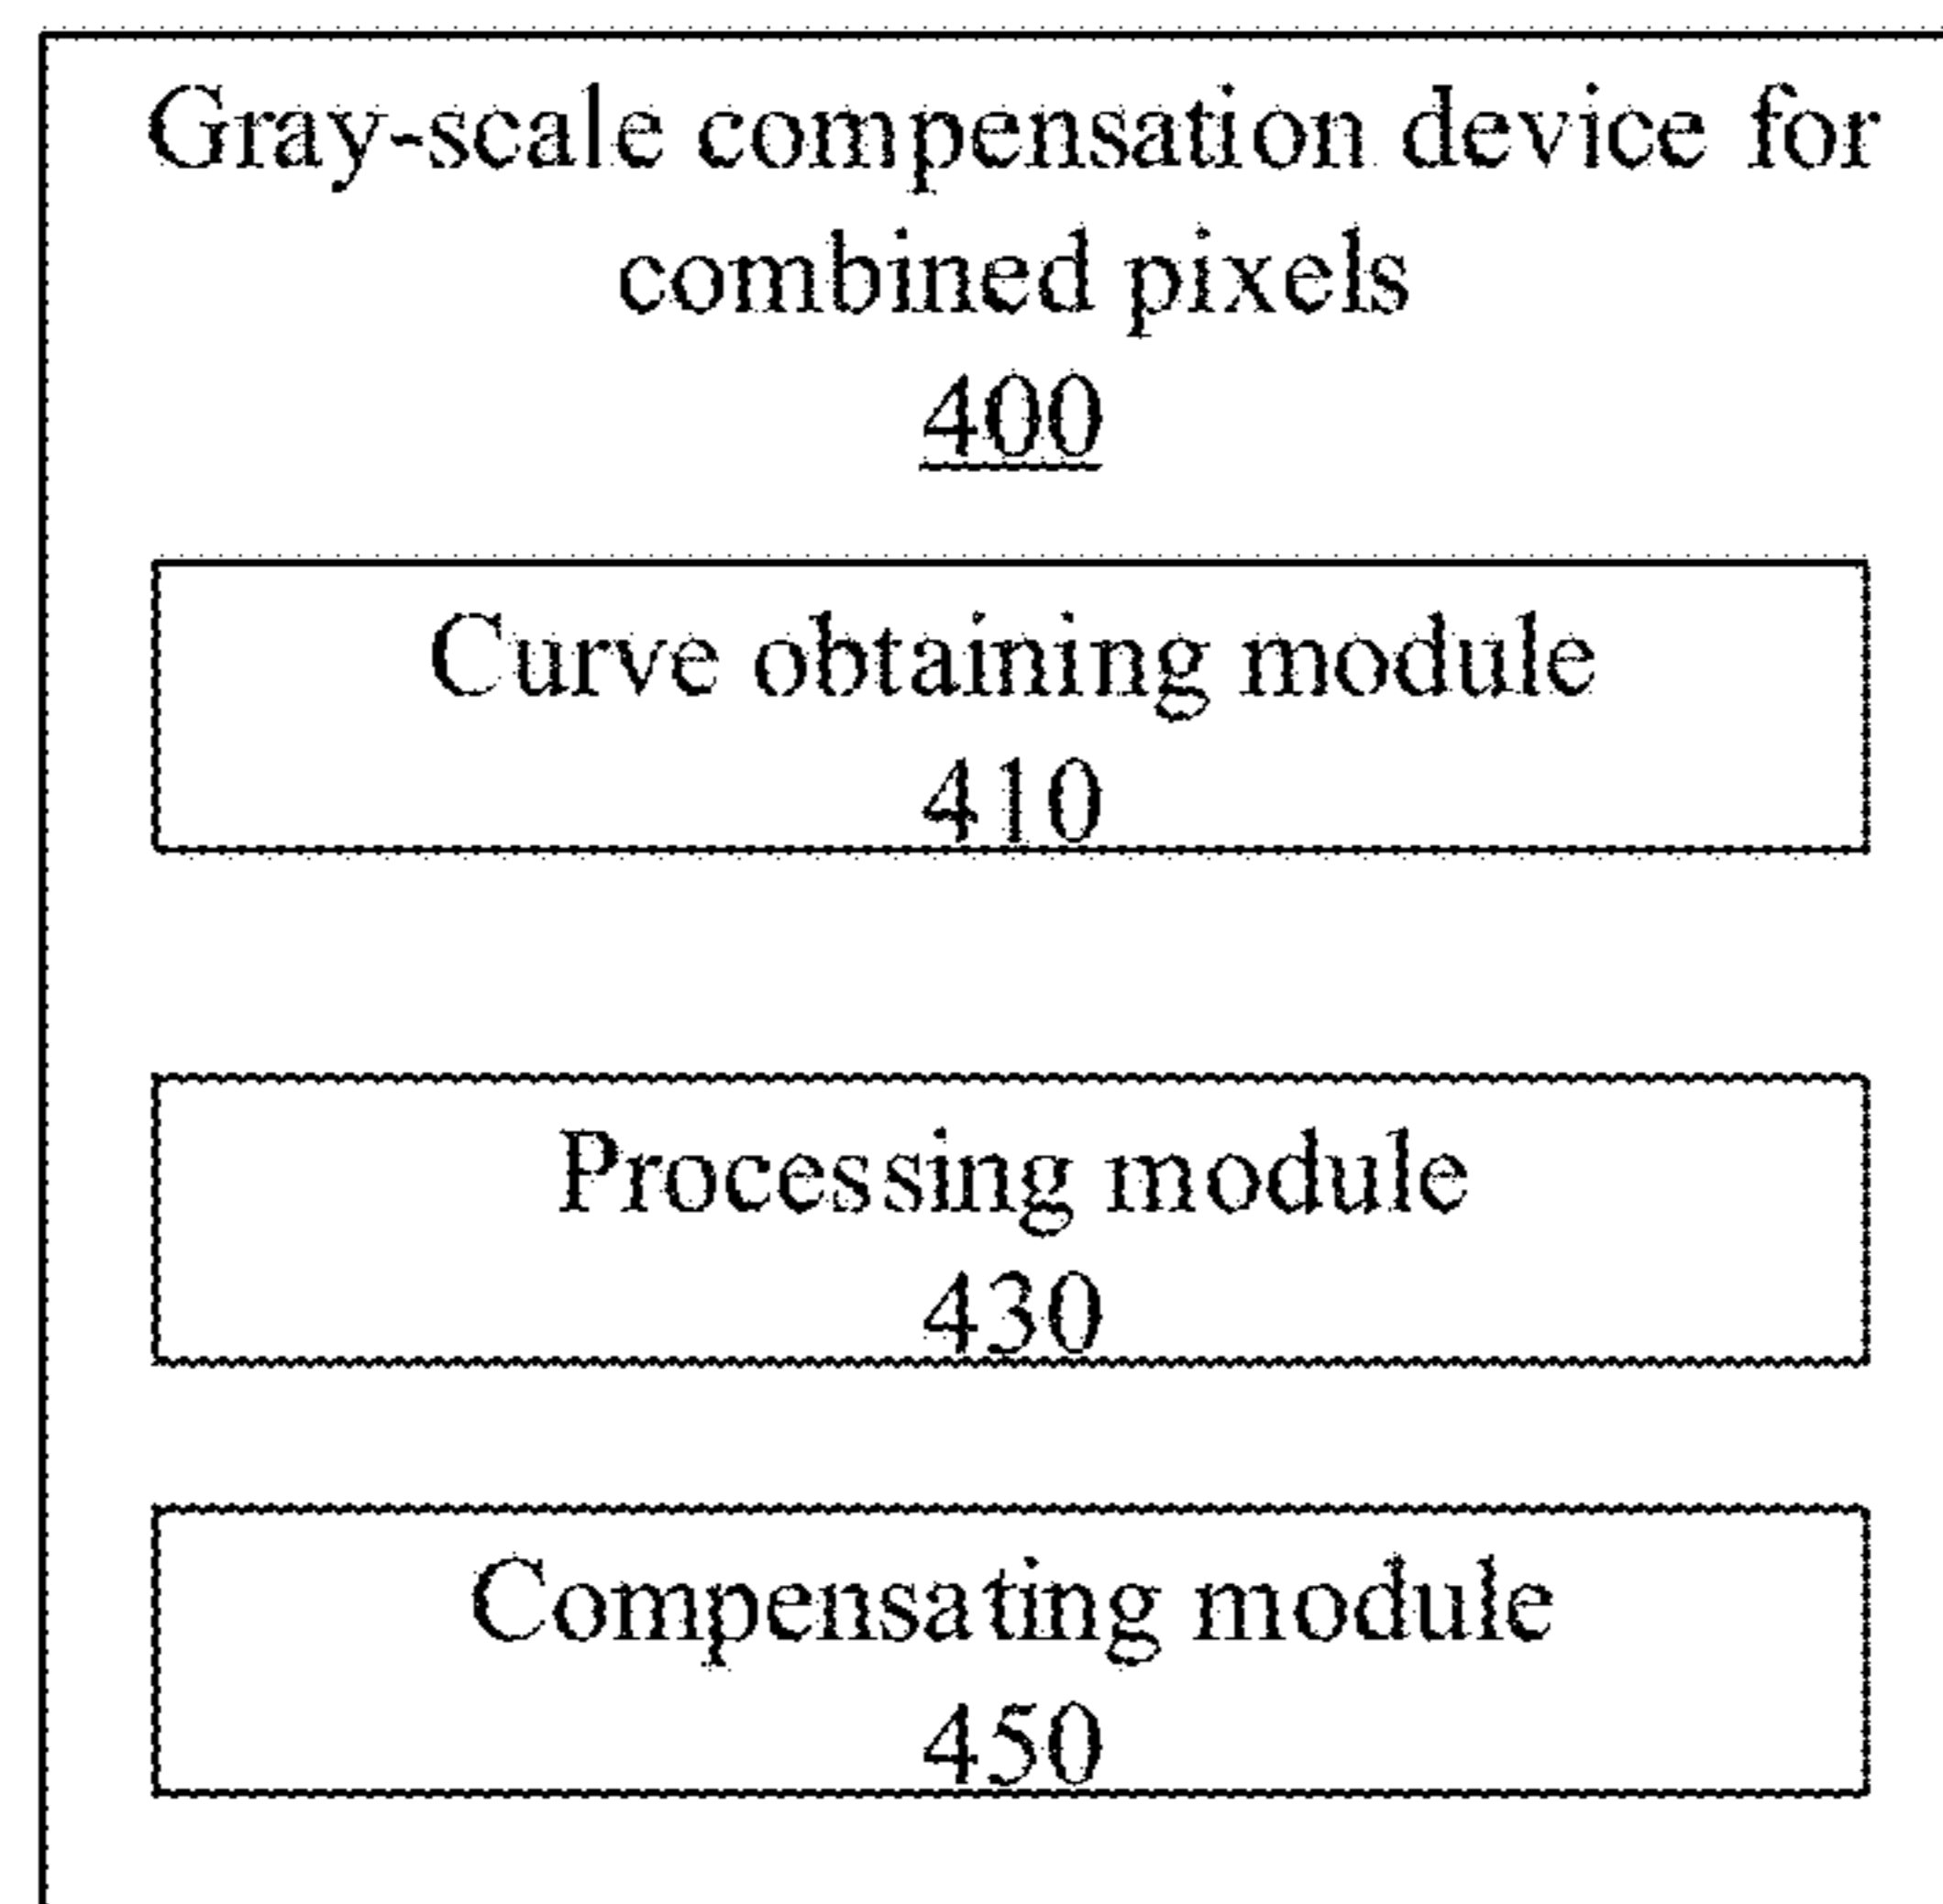 Gray-scale compensation device for
combined pixels
400
Curve obtaining module
410
Processing module
430
Compensating module
450